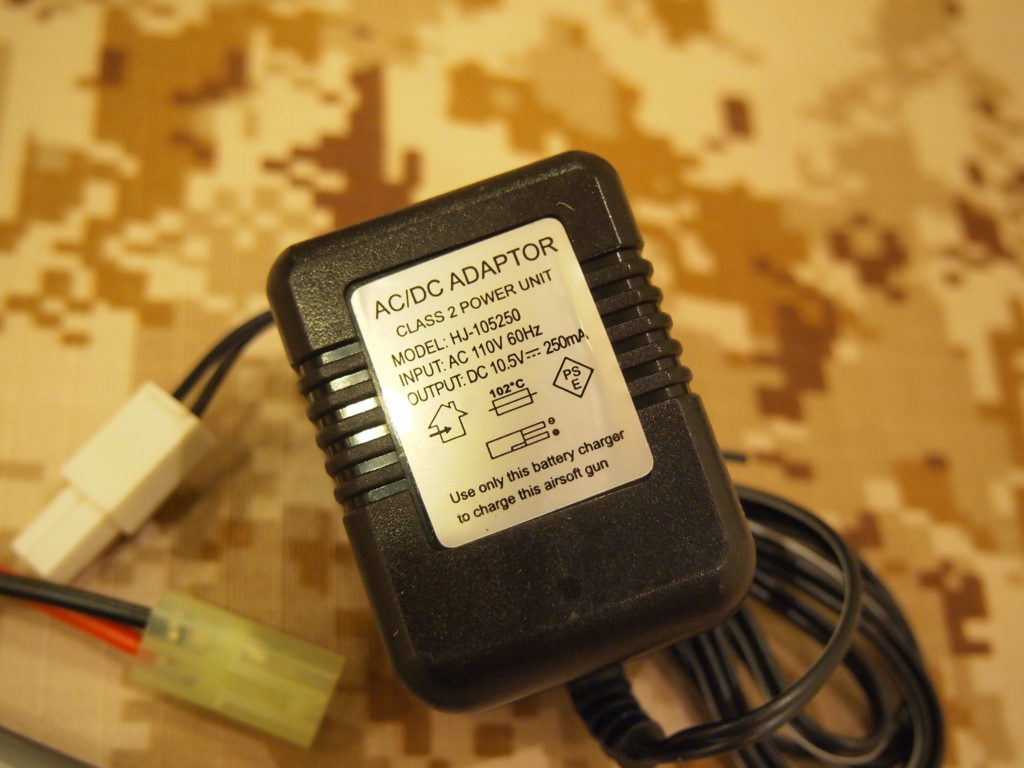 AC/DC ADAPTOR
CLASS 2 POWER UNIT
MODEL: HJ-105250
INPUT: AC 110V 60Hz
OUTPUT: DC 10.5V⎓ 250mA
102°C
PS
E
Use only this battery charger
to charge this airsoft gun